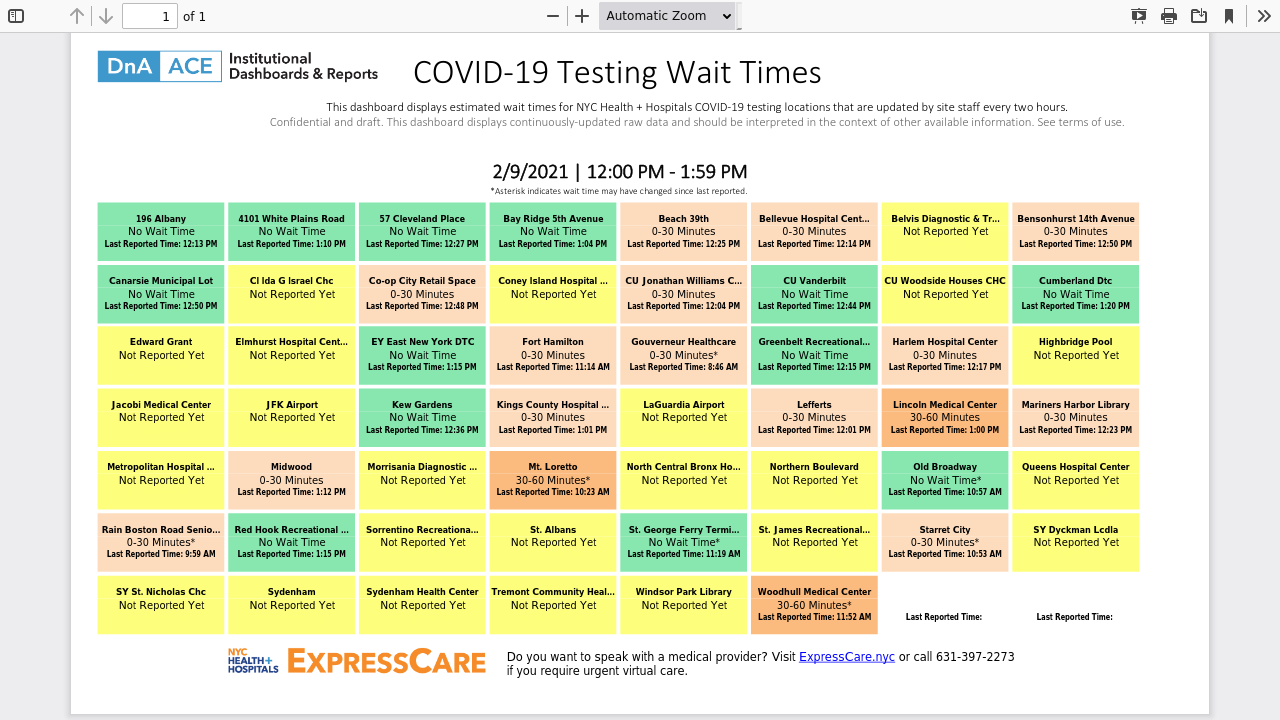 1 of 1
Automatic Zoom
DnA ACE Institutional
Dashboards & Reports
COVID-19 Testing Wait Times
This dashboard displays estimated wait times for NYC Health + Hospitals COVID-19 testing locations that are updated by site staff every two hours.
Confidential and draft. This dashboard displays continuously-updated raw data and should be interpreted in the context of other available information. See terms of use.
2/9/2021 | 12:00 PM - 1:59 PM
*Asterisk indicates wait time may have changed since last reported.
196 Albany
No Wait Time
Last Reported Time: 12:13 PM
4101 White Plains Road
No Wait Time
Last Reported Time: 1:10 PM
57 Cleveland Place
No Wait Time
Last Reported Time: 12:27 PM
Bay Ridge 5th Avenue
No Wait Time
Last Reported Time: 1:04 PM
Beach 39th
0-30 Minutes
Last Reported Time: 12:25 PM
Bellevue Hospital Cent...
0-30 Minutes
Last Reported Time: 12:14 PM
Belvis Diagnostic & Tr...
Not Reported Yet
Bensonhurst 14th Avenue
0-30 Minutes
Last Reported Time: 12:50 PM
Canarsie Municipal Lot
No Wait Time
Last Reported Time: 12:50 PM
CI Ida G Israel Chc
Not Reported Yet
Co-op City Retail Space
0-30 Minutes
Last Reported Time: 12:48 PM
Coney Island Hospital ...
Not Reported Yet
CU Jonathan Williams C...
0-30 Minutes
Last Reported Time: 12:04 PM
CU Vanderbilt
No Wait Time
Last Reported Time: 12:44 PM
CU Woodside Houses CHC
Not Reported Yet
Cumberland Dtc
No Wait Time
Last Reported Time: 1:20 PM
Edward Grant
Not Reported Yet
Elmhurst Hospital Cent...
Not Reported Yet
EY East New York DTC
No Wait Time
Last Reported Time: 1:15 PM
Fort Hamilton
0-30 Minutes
Last Reported Time: 11:14 AM
Gouverneur Healthcare
0-30 Minutes*
Last Reported Time: 8:46 AM
Greenbelt Recreational...
No Wait Time
Last Reported Time: 12:15 PM
Harlem Hospital Center
0-30 Minutes
Last Reported Time: 12:17 PM
Highbridge Pool
Not Reported Yet
Jacobi Medical Center
Not Reported Yet
JFK Airport
Not Reported Yet
Kew Gardens
No Wait Time
Last Reported Time: 12:36 PM
Kings County Hospital ...
0-30 Minutes
Last Reported Time: 1:01 PM
LaGuardia Airport
Not Reported Yet
Lefferts
0-30 Minutes
Last Reported Time: 12:01 PM
Lincoln Medical Center
30-60 Minutes
Last Reported Time: 1:00 PM
Mariners Harbor Library
0-30 Minutes
Last Reported Time: 12:23 PM
Metropolitan Hospital ...
Not Reported Yet
Midwood
0-30 Minutes
Last Reported Time: 1:12 PM
Morrisania Diagnostic ...
Not Reported Yet
Mt. Loretto
30-60 Minutes*
Last Reported Time: 10:23 AM
North Central Bronx Ho...
Not Reported Yet
Northern Boulevard
Not Reported Yet
Old Broadway
No Wait Time*
Last Reported Time: 10:57 AM
Queens Hospital Center
Not Reported Yet
Rain Boston Road Senio...
0-30 Minutes*
Last Reported Time: 9:59 AM
Red Hook Recreational ...
No Wait Time
Last Reported Time: 1:15 PM
Sorrentino Recreationa...
Not Reported Yet
St. Albans
Not Reported Yet
St. George Ferry Termi...
No Wait Time*
Last Reported Time: 11:19 AM
St. James Recreational...
Not Reported Yet
Starret City
0-30 Minutes*
Last Reported Time: 10:53 AM
SY Dyckman Lcdla
Not Reported Yet
SY St. Nicholas Chc
Not Reported Yet
Sydenham
Not Reported Yet
Sydenham Health Center
Not Reported Yet
Tremont Community Heal...
Not Reported Yet
Windsor Park Library
Not Reported Yet
Woodhull Medical Center
30-60 Minutes*
Last Reported Time: 11:52 AM
Last Reported Time:
Last Reported Time:
NYC
HEALTH+
HOSPITALS
EXPRESSCARE
Do you want to speak with a medical provider? Visit ExpressCare.nyc or call 631-397-2273
if you require urgent virtual care.